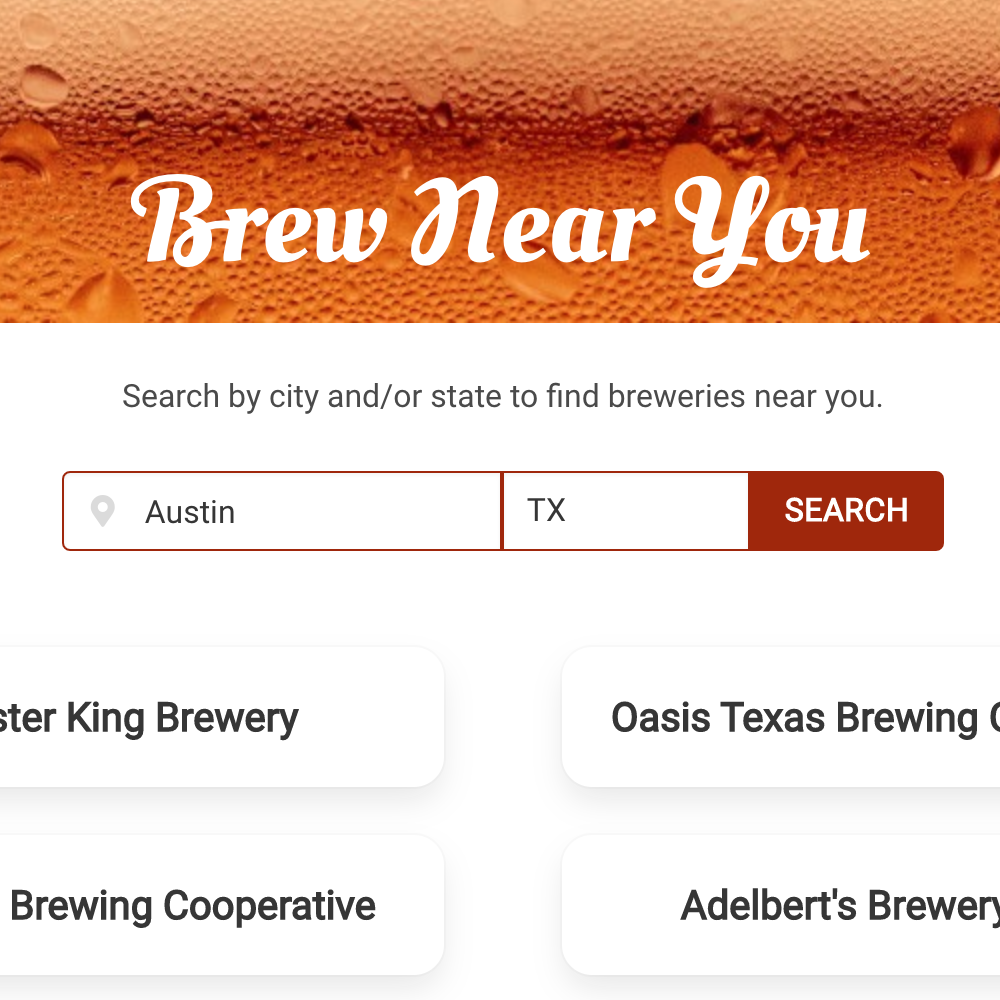 Brew Near You
Search by city and/or state to find breweries near you.
Austin TX SEARCH
King Brewery
Oasis Texas Brewing
Brewing Cooperative
Adelbert's Brewery